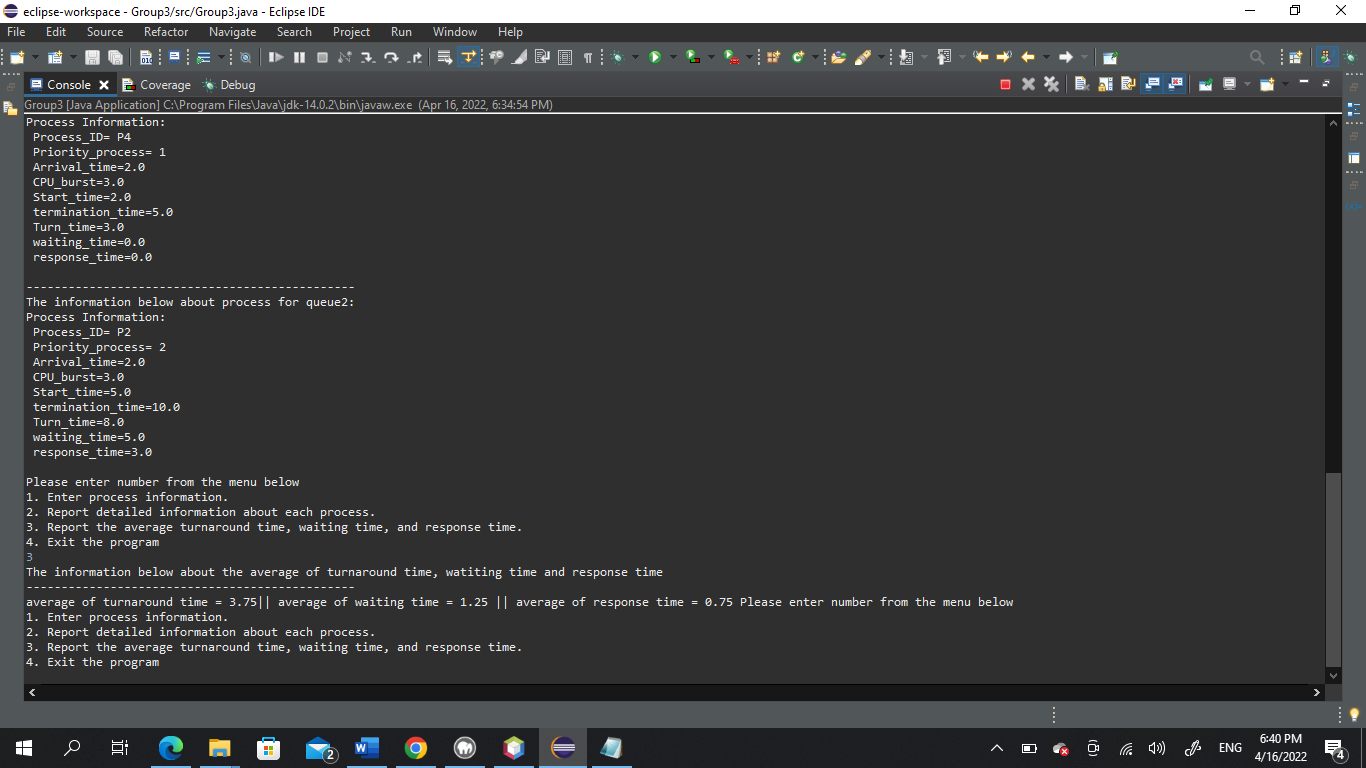 eclipse-workspace - Group3/src/Group3.java - Eclipse IDE
File Edit Source Refactor Navigate Search Project Run Window Help
Console Coverage Debug
Group3 [Java Application] C:\Program Files\Java\jdk-14.0.2\bin\javaw.exe (Apr 16, 2022, 6:34:54 PM)
Process Information:
Process_ID= P4
Priority_process= 1
Arrival_time=2.0
CPU_burst=3.0
Start_time=2.0
termination_time=5.0
Turn_time=3.0
waiting_time=0.0
response_time=0.0
-----------------------------------------------
The information below about process for queue2:
Process Information:
Process_ID= P2
Priority_process= 2
Arrival_time=2.0
CPU_burst=3.0
Start_time=5.0
termination_time=10.0
Turn_time=8.0
waiting_time=5.0
response_time=3.0
Please enter number from the menu below
1. Enter process information.
2. Report detailed information about each process.
3. Report the average turnaround time, waiting time, and response time.
4. Exit the program
3
The information below about the average of turnaround time, watiting time and response time
-----------------------------------------------
average of turnaround time = 3.75|| average of waiting time = 1.25 || average of response time = 0.75 Please enter number from the menu below
1. Enter process information.
2. Report detailed information about each process.
3. Report the average turnaround time, waiting time, and response time.
4. Exit the program
2
ENG
6:40 PM
4/16/2022
4